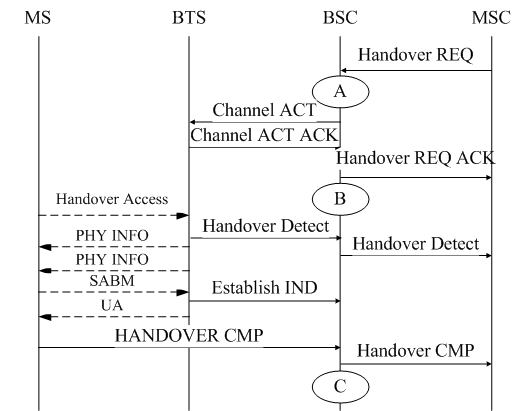 MS BTS BSC MSC
Handover REQ
A
Channel ACT
Channel ACT ACK
Handover REQ ACK
B
Handover Access
Handover Detect
PHY INFO
Handover Detect
PHY INFO
SABM
Establish IND
UA
HANDOVER CMP
Handover CMP
C